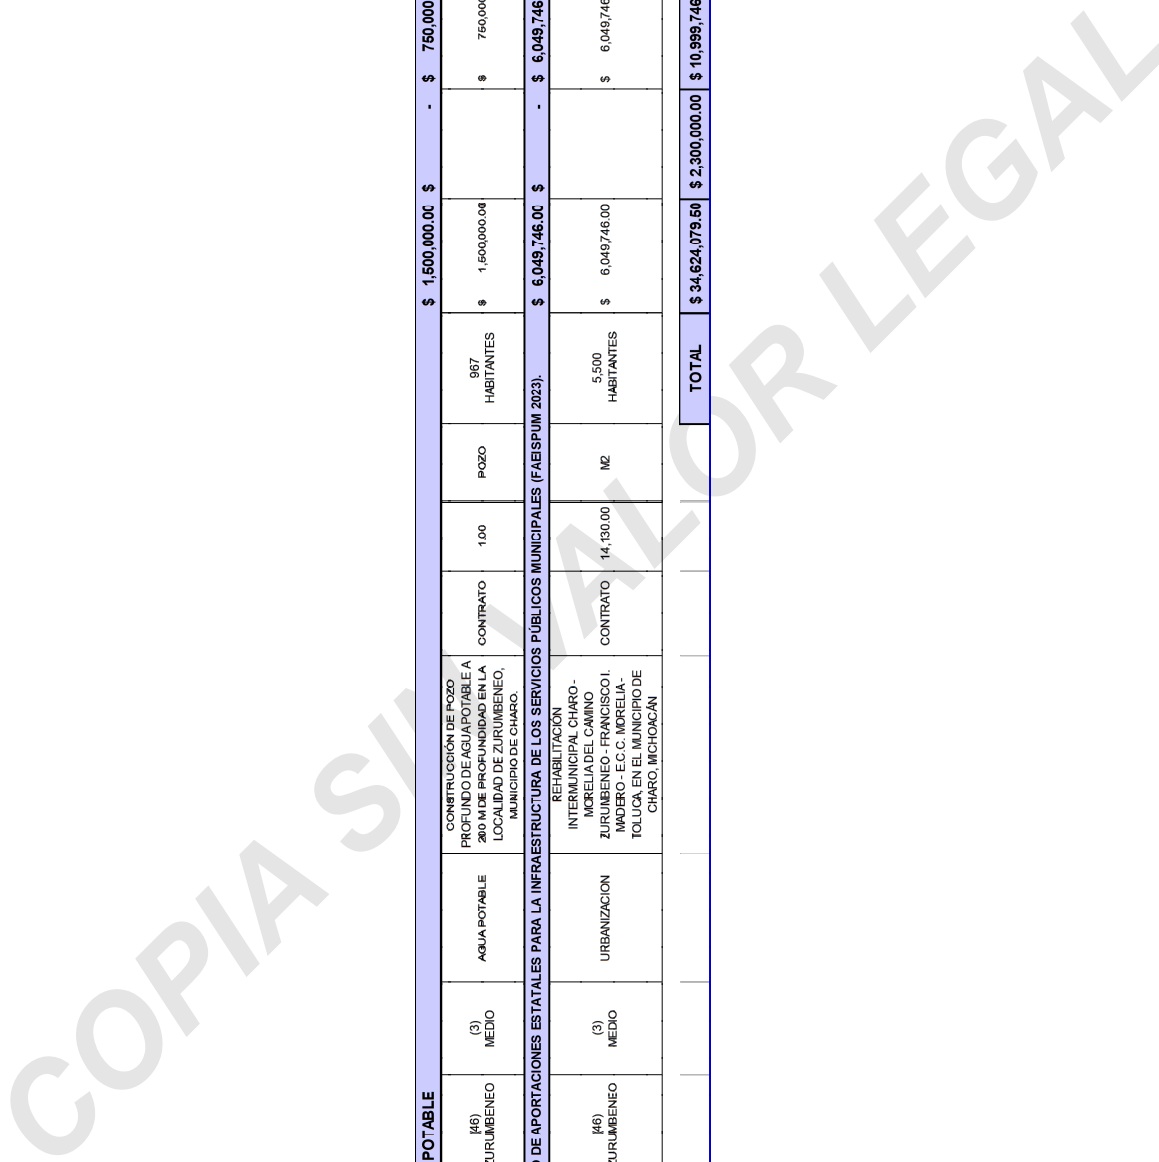 POTABLE $ 1,500,000.00 $ - $ 750,000
[46)
ZURUMBENEO
(3)
MEDIO
AGUA POTABLE
CONSTRUCCIÓN DE POZO
PROFUNDO DE AGUA POTABLE A
200 M DE PROFUNDIDAD EN LA
LOCALIDAD DE ZURUMBENEO,
MUNICIPIO DE CHARO.
CONTRATO
1.00
POZO
967
HABITANTES
$ 1,500,000.00
$ 750,000
DE APORTACIONES ESTATALES PARA LA INFRAESTRUCTURA DE LOS SERVICIOS PÚBLICOS MUNICIPALES (FAEISPUM 2023). $ 6,049,746.00 $ - $ 6,049,746
[46)
ZURUMBENEO
(3)
MEDIO
URBANIZACION
REHABILITACIÓN
INTERMUNICIPAL CHARO -
MORELIA DEL CAMINO
ZURUMBENEO - FRANCISCO I.
MADERO - E.C.C. MORELIA -
TOLUCA, EN EL MUNICIPIO DE
CHARO, MICHOACÁN
CONTRATO
14,130.00
M2
5,500
HABITANTES
$ 6,049,746.00
$ 6,049,746
TOTAL $ 34,624,079.50 $ 2,300,000.00 $ 10,999,746
COPIA SIN VALOR LEGAL